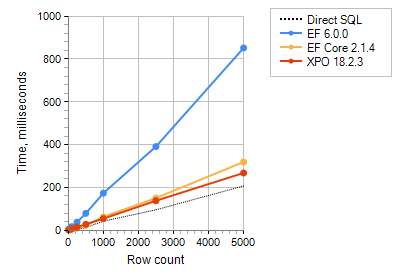 1000
800
600
400
200
0
0
1000
2000
3000
4000
5000
Time, milliseconds
Row count
Direct SQL
EF 6.0.0
EF Core 2.1.4
XPO 18.2.3